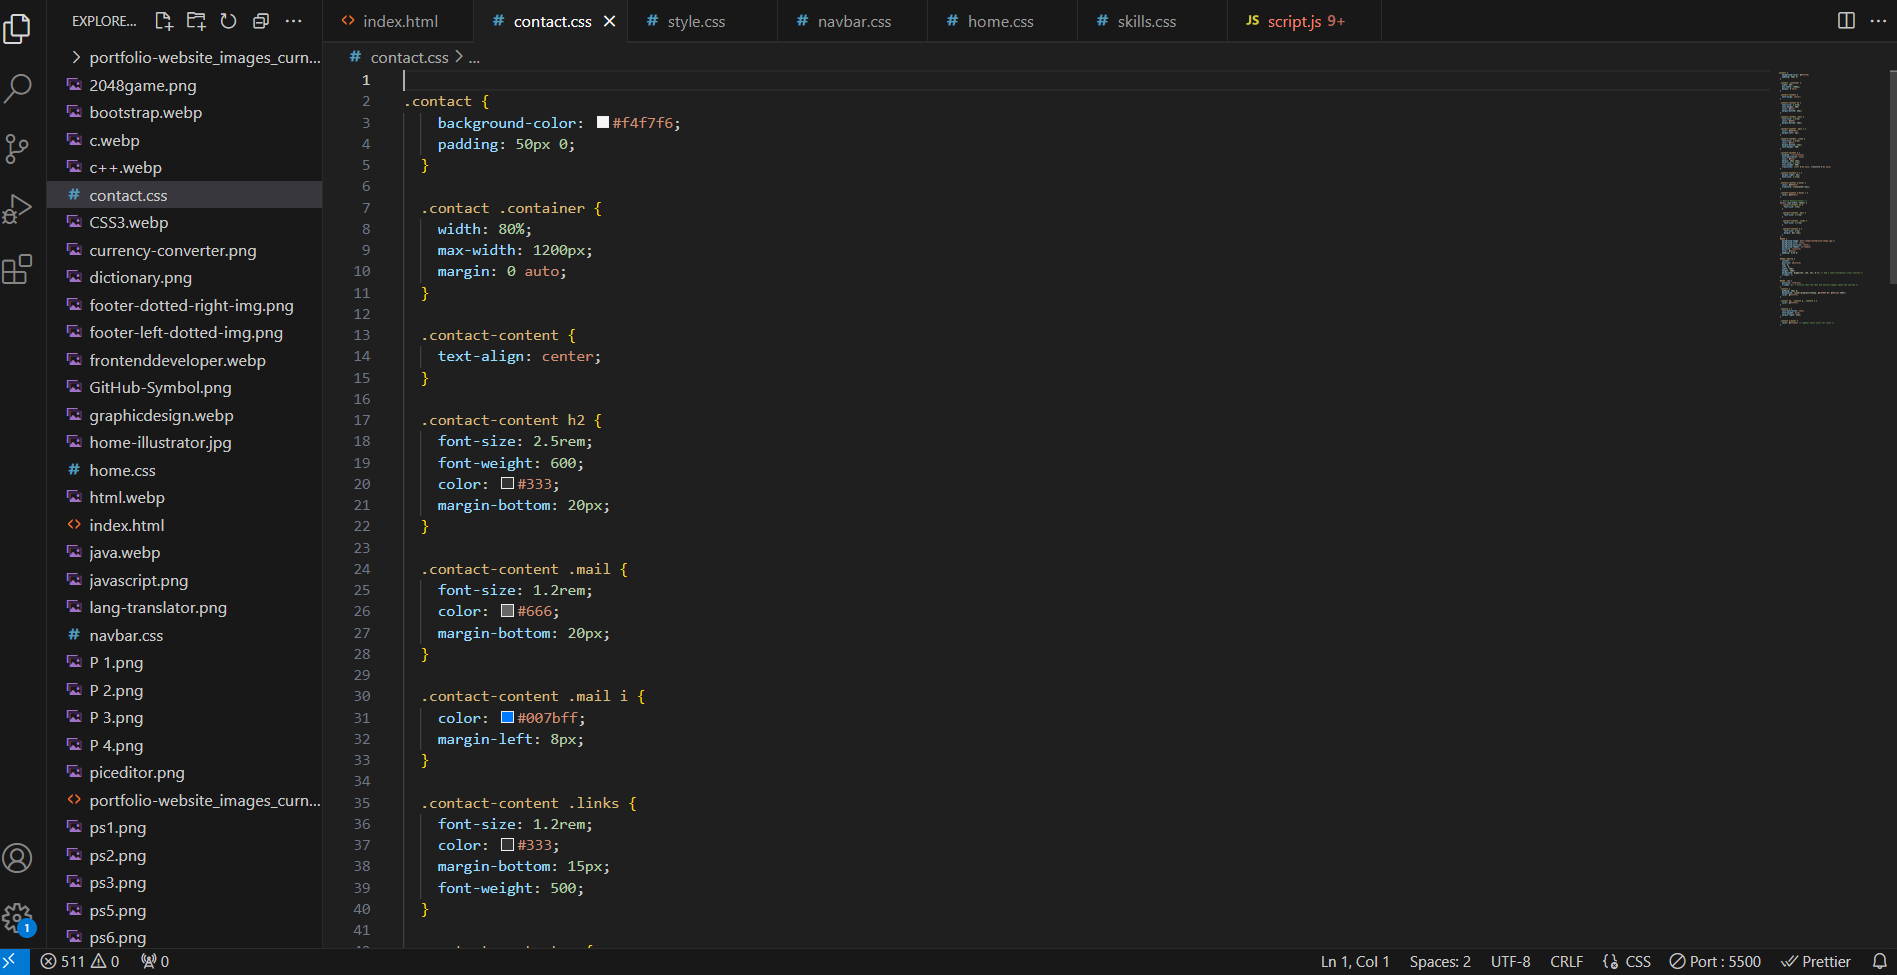 EXPLORE...
portfolio-website_images_curn...
2048game.png
bootstrap.webp
c.webp
c++.webp
contact.css
CSS3.webp
currency-converter.png
dictionary.png
footer-dotted-right-img.png
footer-left-dotted-img.png
frontenddeveloper.webp
GitHub-Symbol.png
graphicdesign.webp
home-illustrator.jpg
home.css
html.webp
index.html
java.webp
javascript.png
lang-translator.png
navbar.css
P 1.png
P 2.png
P 3.png
P 4.png
piceditor.png
portfolio-website_images_curn...
ps1.png
ps2.png
ps3.png
ps5.png
ps6.png
index.html # contact.css # style.css # navbar.css # home.css # skills.css JS script.js 9+
# contact.css > ...
1
2 .contact {
3 background-color: #f4f7f6;
4 padding: 50px 0;
5 }
6
7 .contact .container {
8 width: 80%;
9 max-width: 1200px;
10 margin: 0 auto;
11 }
12
13 .contact-content {
14 text-align: center;
15 }
16
17 .contact-content h2 {
18 font-size: 2.5rem;
19 font-weight: 600;
20 color: #333;
21 margin-bottom: 20px;
22 }
23
24 .contact-content .mail {
25 font-size: 1.2rem;
26 color: #666;
27 margin-bottom: 20px;
28 }
29
30 .contact-content .mail i {
31 color: #007bff;
32 margin-left: 8px;
33 }
34
35 .contact-content .links {
36 font-size: 1.2rem;
37 color: #333;
38 margin-bottom: 15px;
39 font-weight: 500;
40 }
41
1
511 0 0 Ln 1, Col 1 Spaces: 2 UTF-8 CRLF {} CSS Port : 5500 Prettier